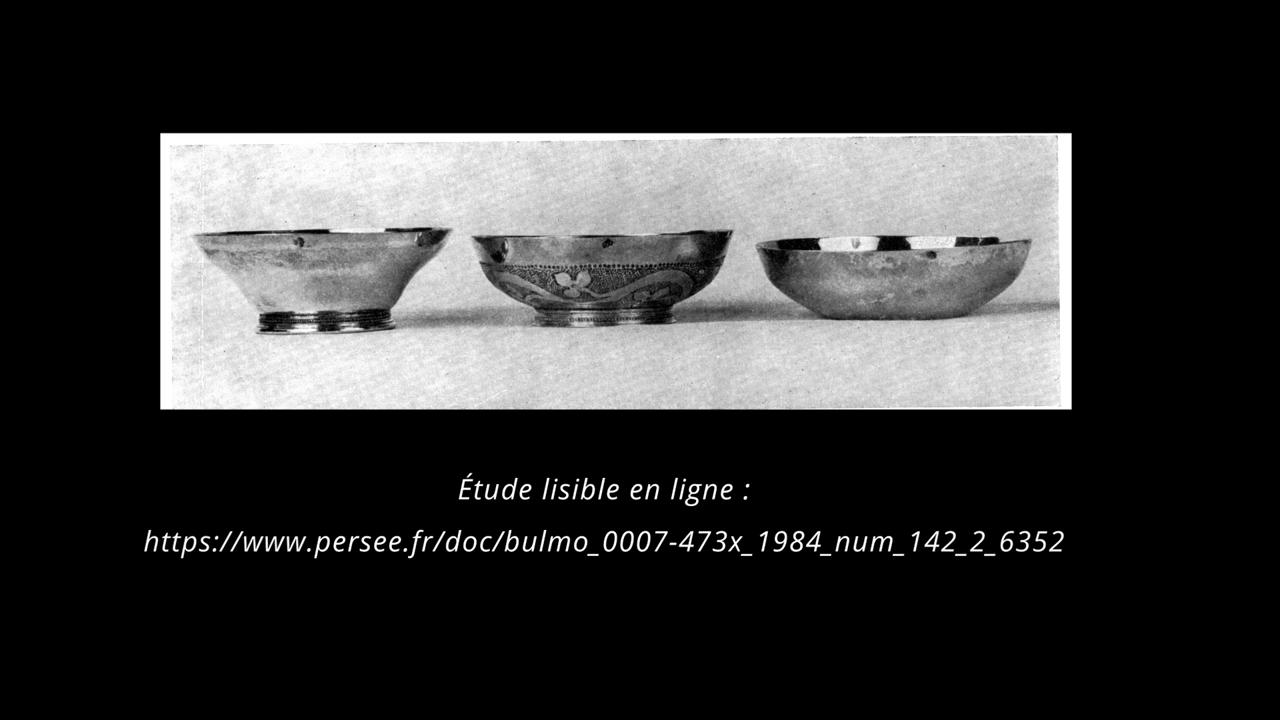 Étude lisible en ligne :
https://www.persee.fr/doc/bulmo_0007-473x_1984_num_142_2_6352